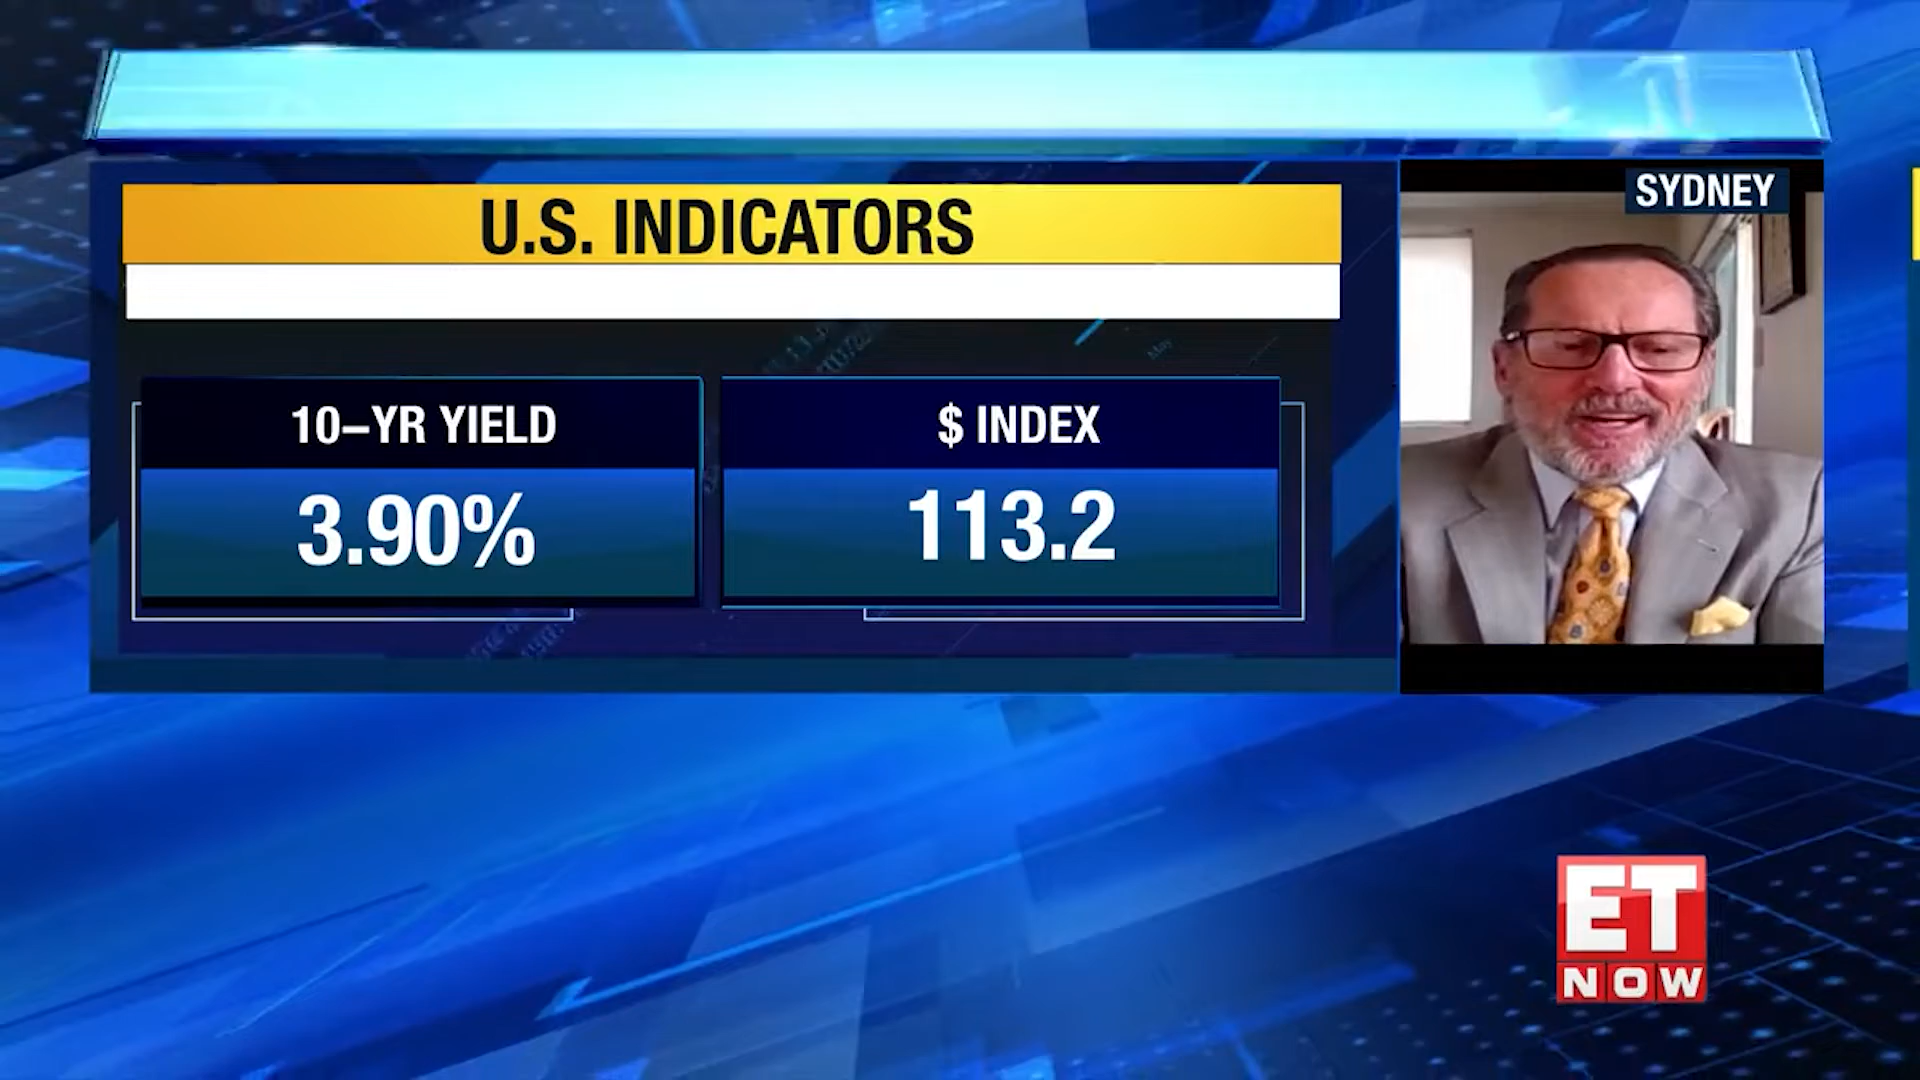 U.S. INDICATORS
10–YR YIELD
3.90%
$ INDEX
113.2
SYDNEY
ET
NOW